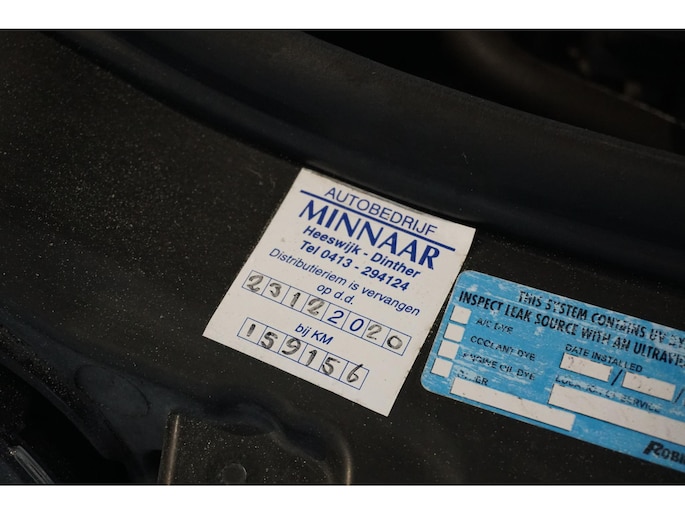 AUTOBEDRIJF
MINNAAR
Heeswijk - Dinther
Tel 0413 - 294124
Distributieriem is vervangen
op d.d.
23122020
bij KM
159156
THIS SYSTEM CONTAINS UV
INSPECT LEAK SOURCE WITH AN
A/C DYE
COOLANT DYE
ENGINE OIL DYE
DATE INSTALLED
SERVICE